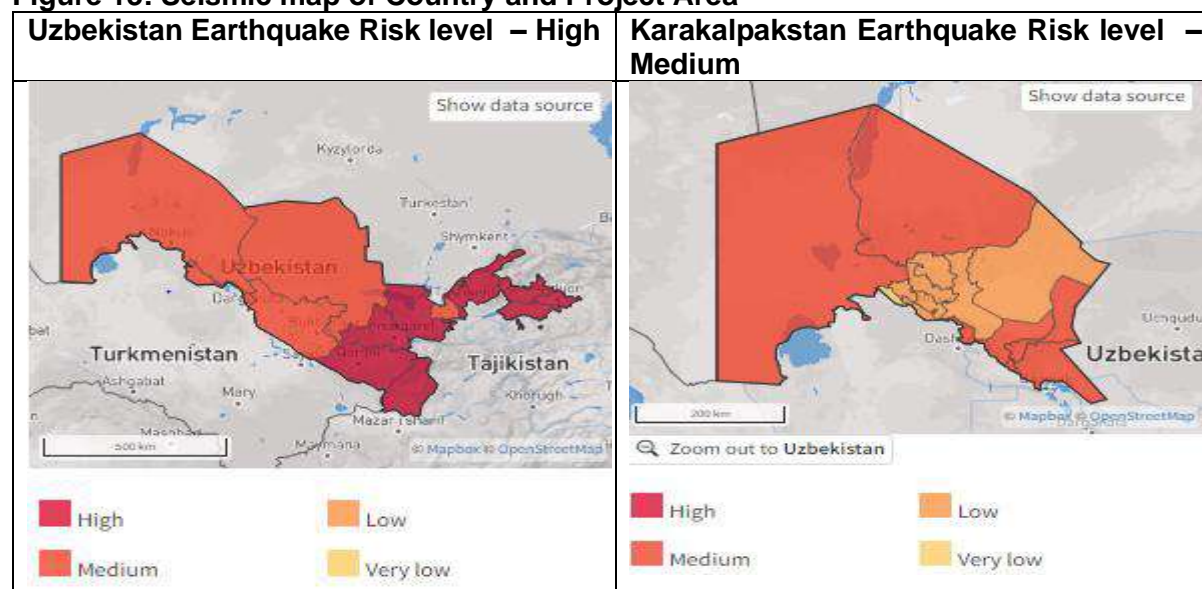 Figure 18: Seismic map of Country and Project Area
Uzbekistan Earthquake Risk level – High
Karakalpakstan Earthquake Risk level –
Medium
Show data source
Kyzylorda
Turkestan
Shymkent
Uzbekistan
Turkmenistan
Tajikistan
Ashgabat
Mary
Khorugh
Mashhad
Mazar i Sharif
Maymana
500 km
© Mapbox © OpenStreetMap
High
Low
Medium
Very low
Show data source
Uchqudu
Dash
Uzbekista
200 km
© Mapbox © OpenStreetMap
Zoom out to Uzbekistan
High
Low
Medium
Very low